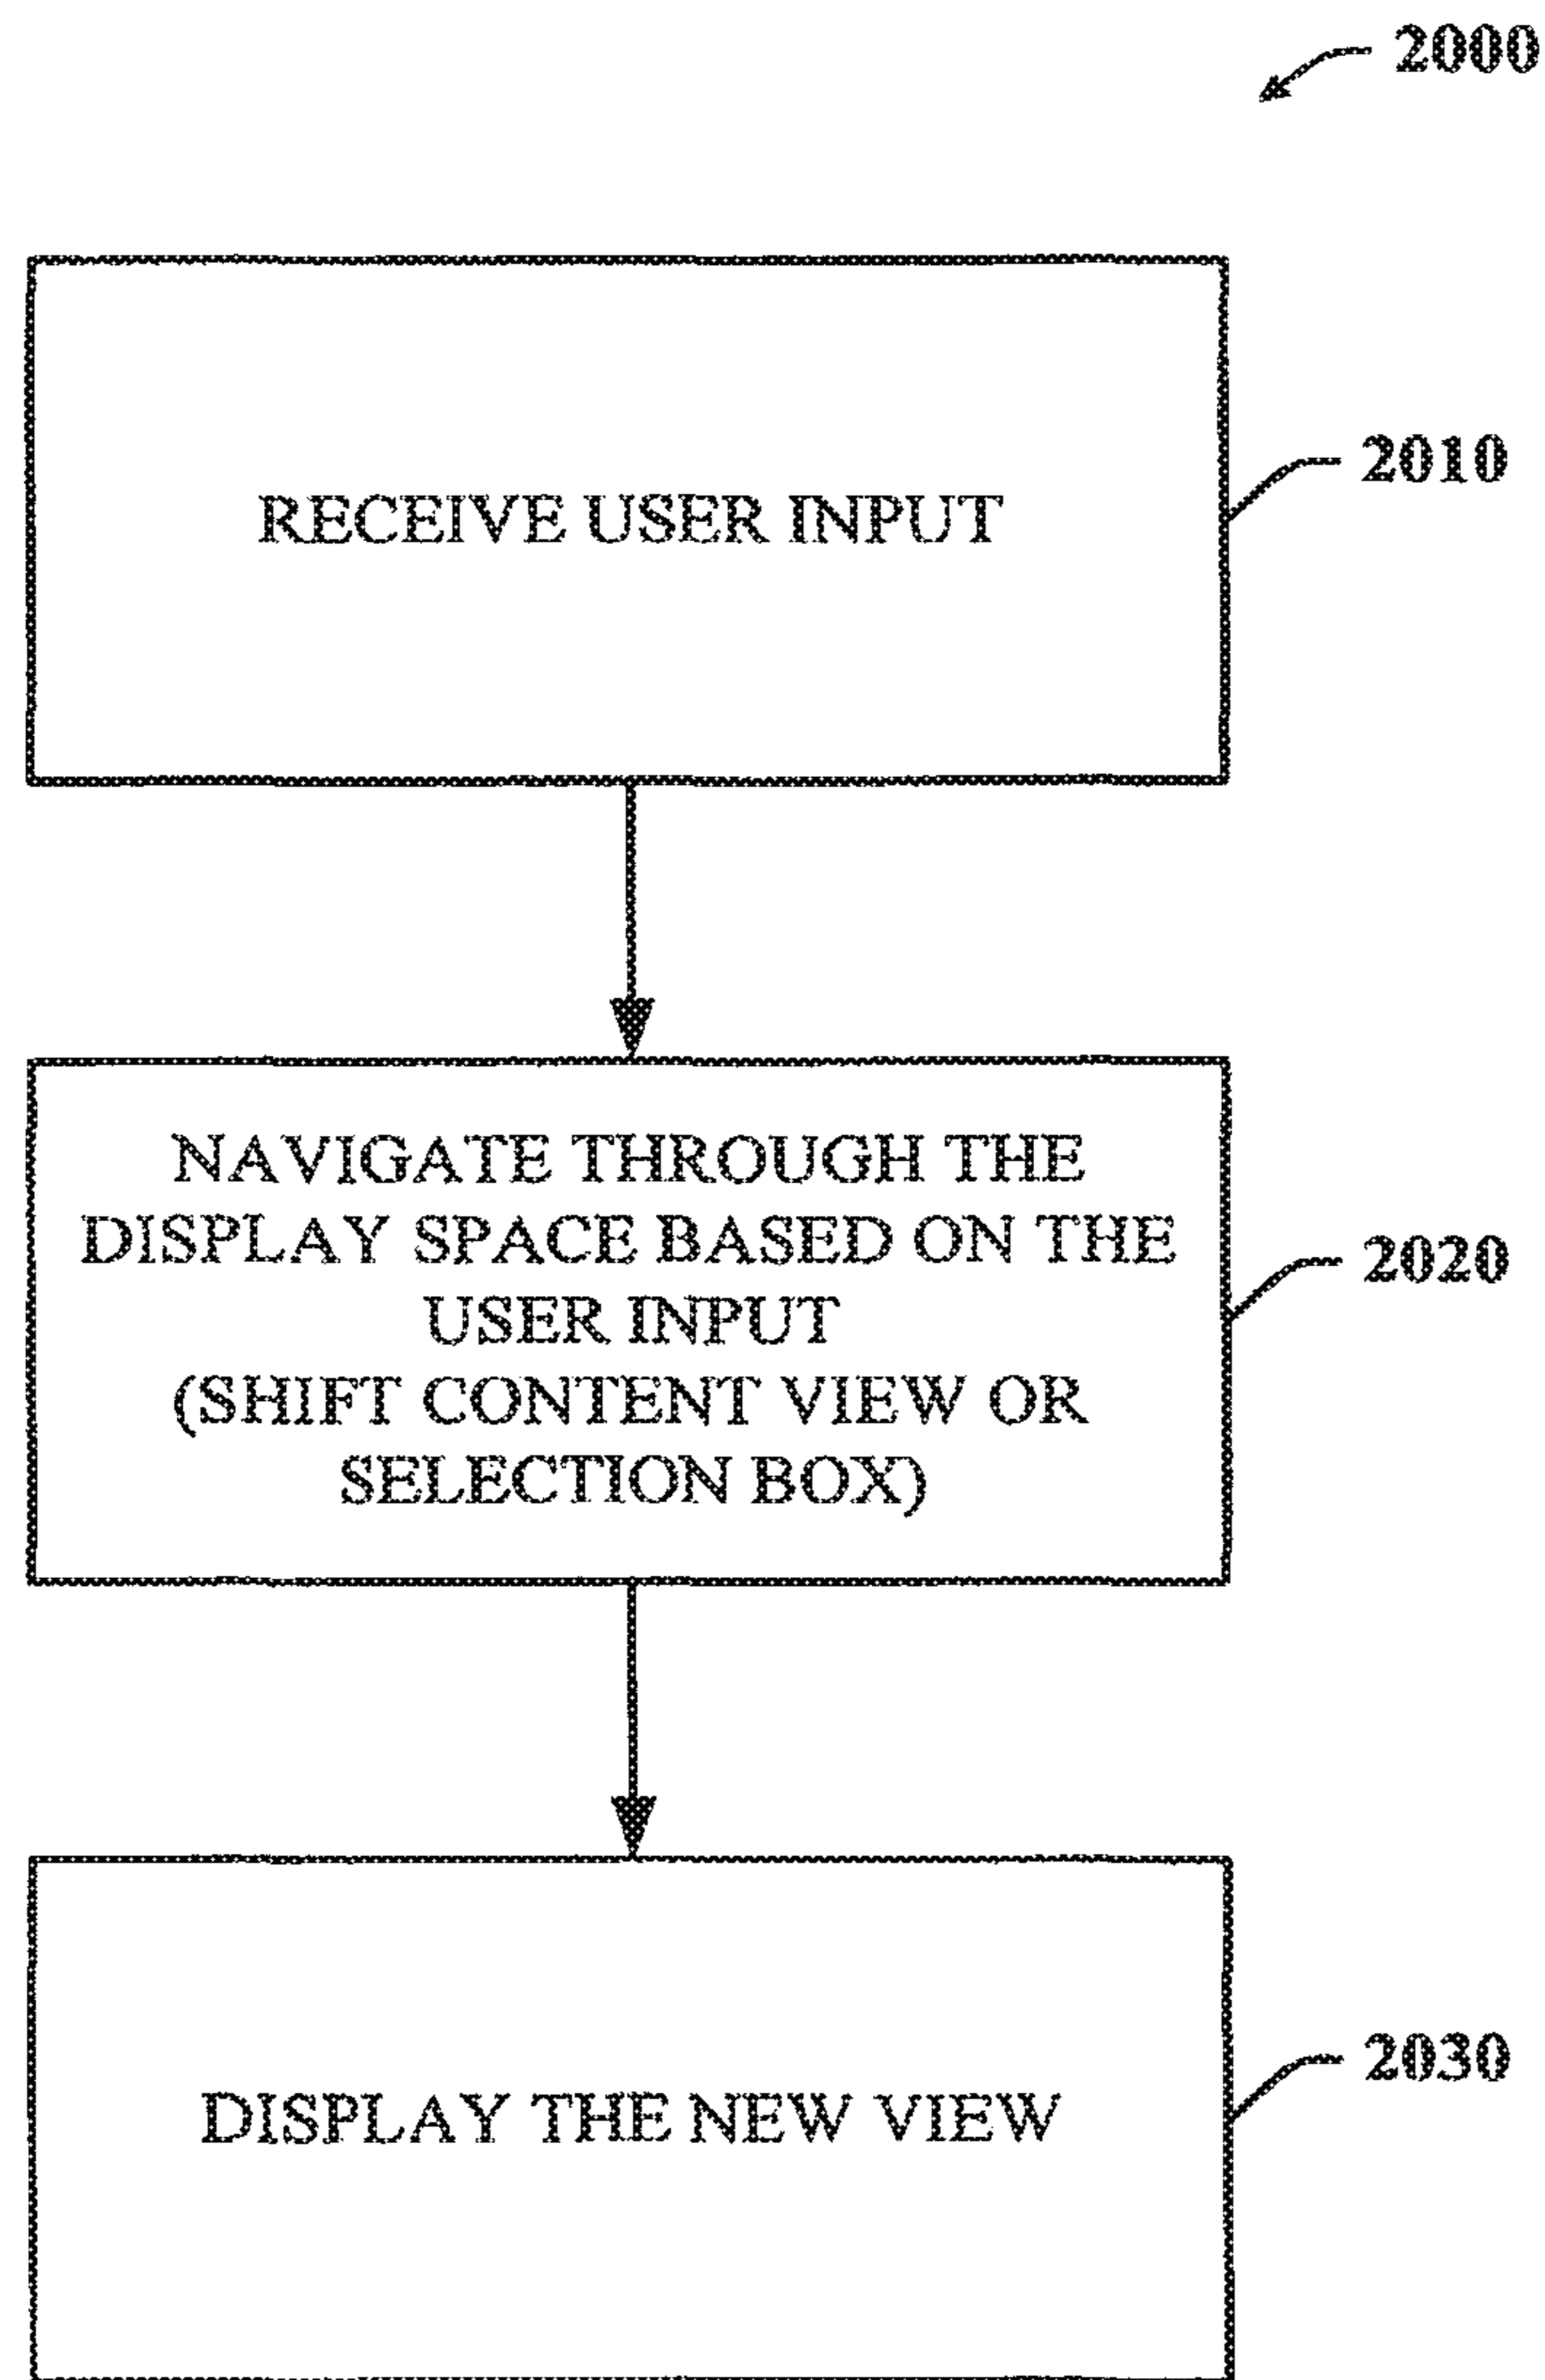 2000
RECEIVE USER INPUT
2010
NAVIGATE THROUGH THE
DISPLAY SPACE BASED ON THE
USER INPUT
(SHIFT CONTENT VIEW OR
SELECTION BOX)
2020
DISPLAY THE NEW VIEW
2030